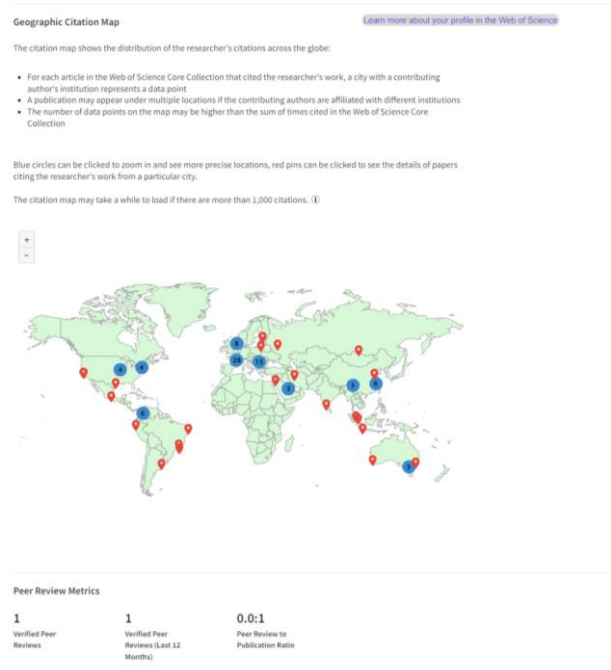 Geographic Citation Map
Learn more about your profile in the Web of Science
The citation map shows the distribution of the researcher's citations across the globe:
• For each article in the Web of Science Core Collection that cited the researcher's work, a city with a contributing
author's institution represents a data point
• A publication may appear under multiple locations if the contributing authors are affiliated with different institutions
• The number of data points on the map may be higher than the sum of times cited in the Web of Science Core
Collection
Blue circles can be clicked to zoom in and see more precise locations, red pins can be clicked to see the details of papers
citing the researcher's work from a particular city.
The citation map may take a while to load if there are more than 1,000 citations.
+
-
Peer Review Metrics
1
Verified Peer
Reviews
1
Verified Peer
Reviews (Last 12
Months)
0.0:1
Peer Review to
Publication Ratio